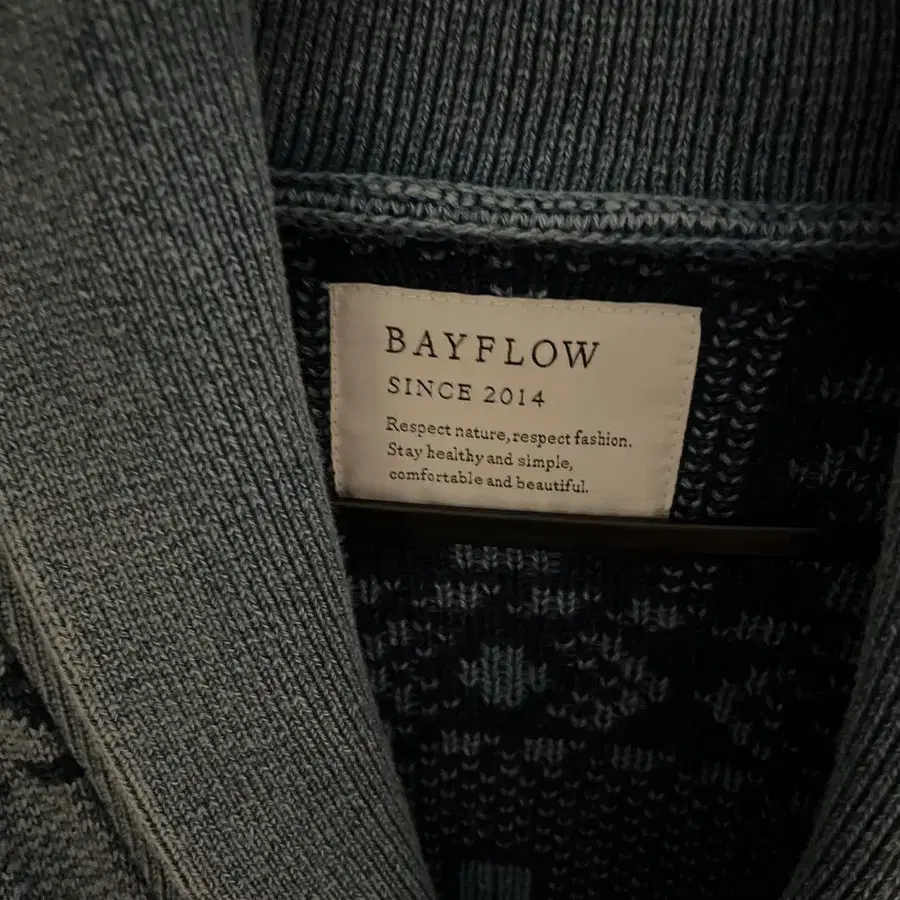 BAYFLOW
SINCE 2014
Respect nature, respect fashion.
Stay healthy and simple,
comfortable and beautiful.